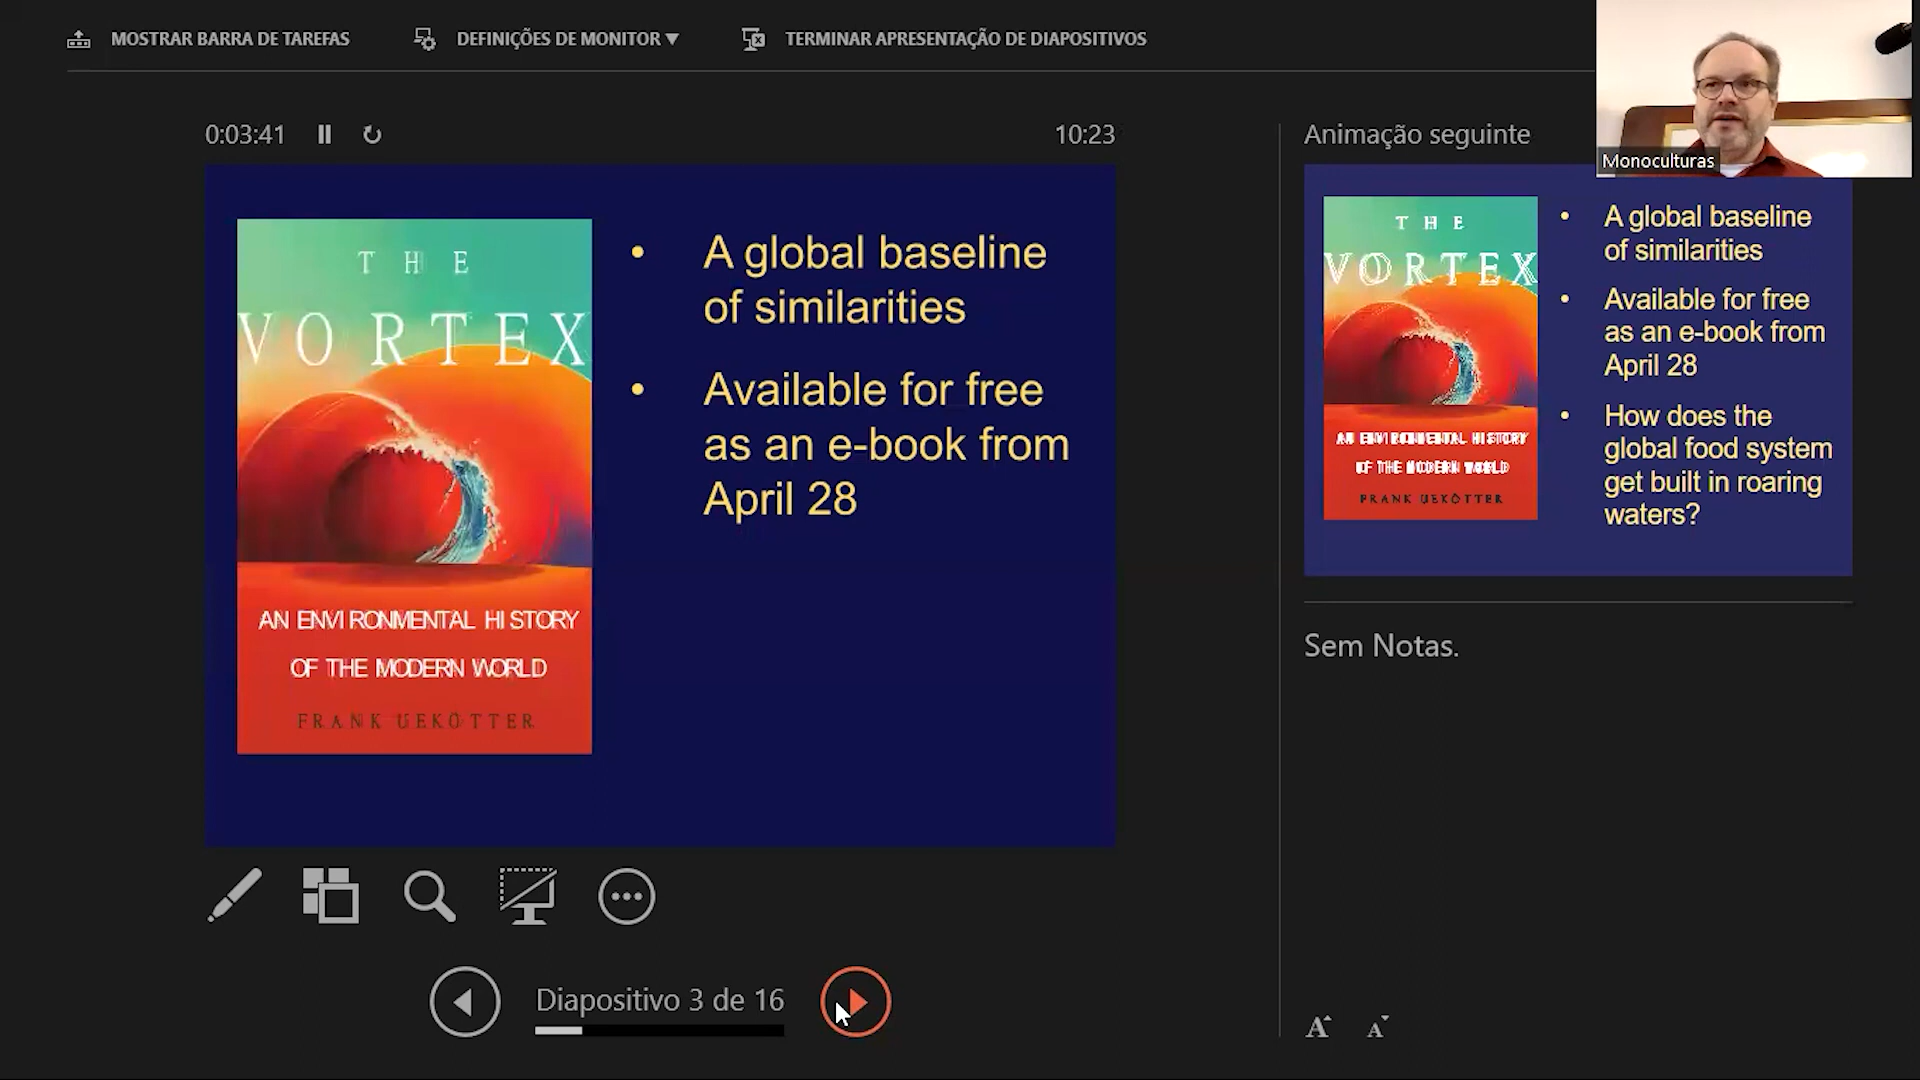 MOSTRAR BARRA DE TAREFAS
DEFINIÇÕES DE MONITOR
TERMINAR APRESENTAÇÃO DE DIAPOSITIVOS
Monoculturas
0:03:41
10:23
THE
VORTEX
AN ENVIRONMENTAL HISTORY
OF THE MODERN WORLD
FRANK UEKÖTTER
• A global baseline
of similarities
• Available for free
as an e-book from
April 28
Animação seguinte
THE
VORTEX
AN ENVIRONMENTAL HISTORY
OF THE MODERN WORLD
FRANK UEKÖTTER
• A global baseline
of similarities
• Available for free
as an e-book from
April 28
• How does the
global food system
get built in roaring
waters?
Sem Notas.
Diapositivo 3 de 16
A A